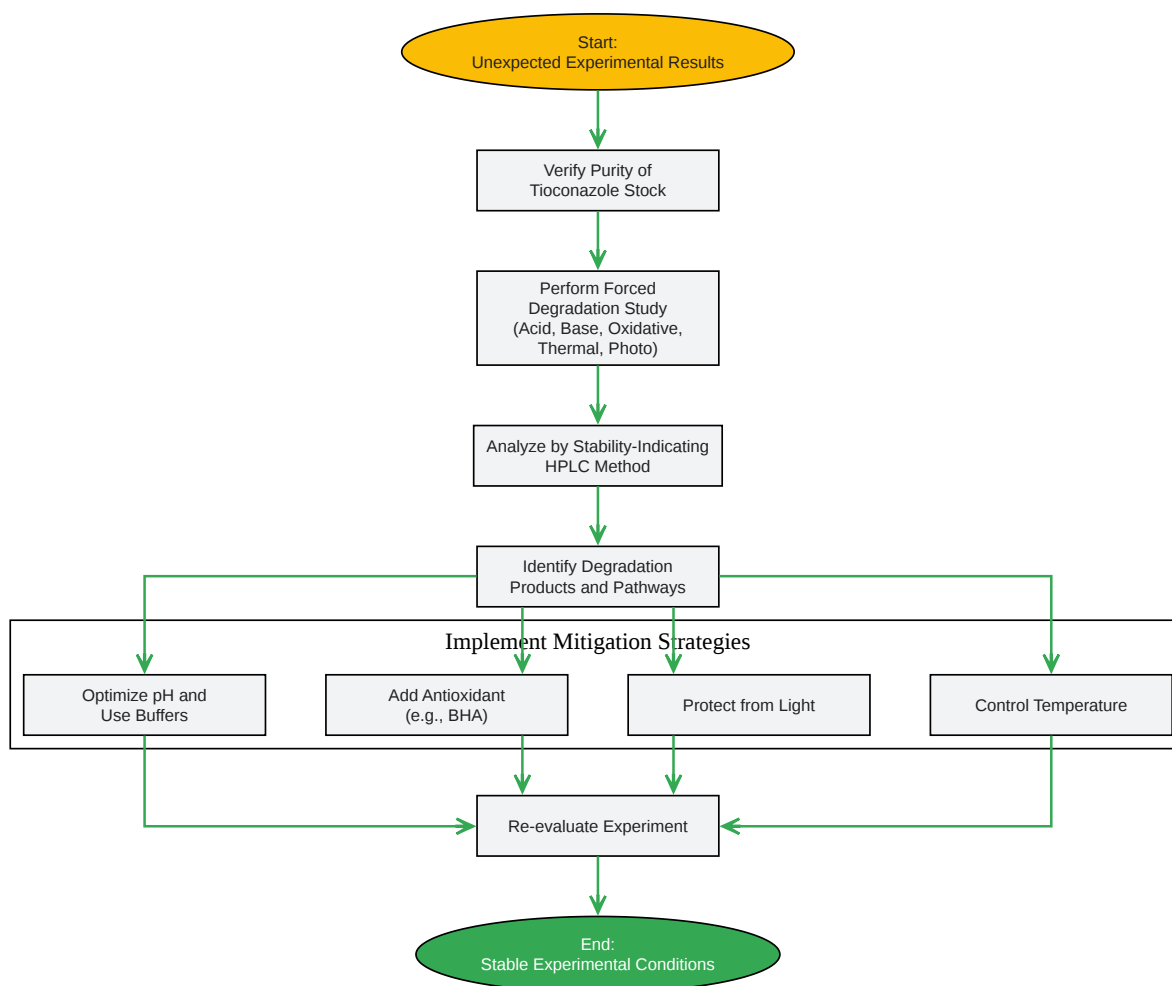 Start:
Unexpected Experimental Results
Verify Purity of
Tioconazole Stock
Perform Forced
Degradation Study
(Acid, Base, Oxidative,
Thermal, Photo)
Analyze by Stability-Indicating
HPLC Method
Identify Degradation
Products and Pathways
Implement Mitigation Strategies
Optimize pH and
Use Buffers
Add Antioxidant
(e.g., BHA)
Protect from Light
Control Temperature
Re-evaluate Experiment
End:
Stable Experimental Conditions